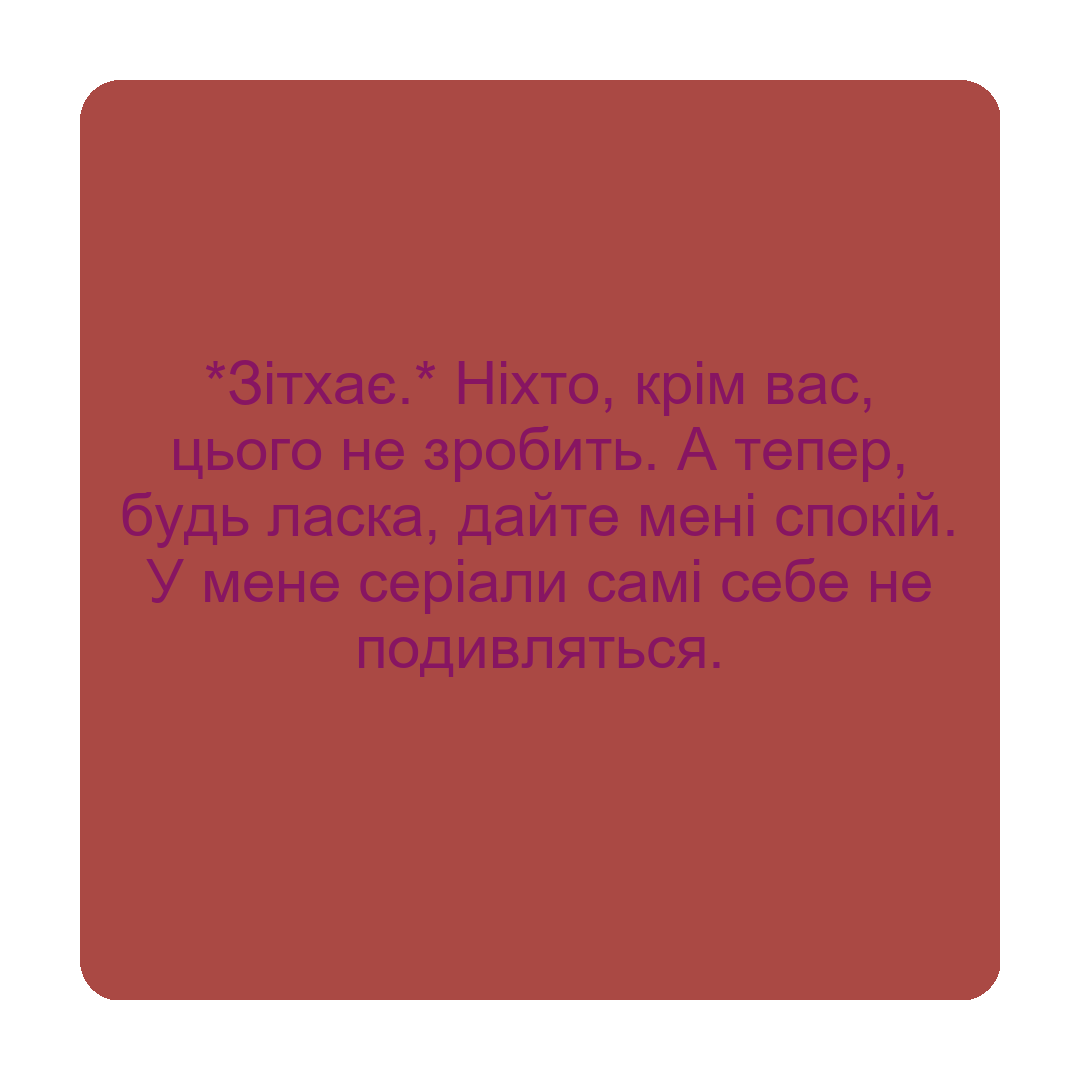 *Зітхає.* Ніхто, крім вас,
цього не зробить. А тепер,
будь ласка, дайте мені спокій.
У мене серіали самі себе не
подивляться.